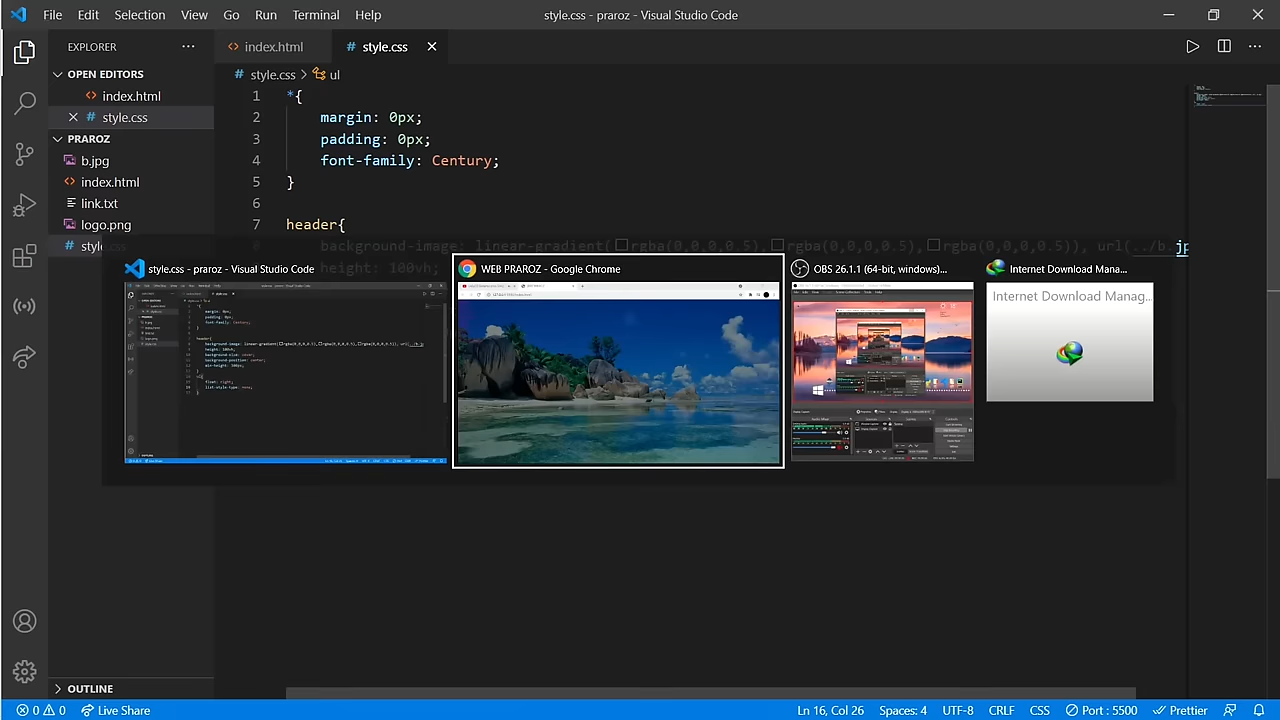 File Edit Selection View Go Run Terminal Help
style.css - praroz - Visual Studio Code
EXPLORER
index.html
# style.css
OPEN EDITORS
index.html
# style.css
PRAROZ
b.jpg
index.html
link.txt
logo.png
# style.css
# style.css > ul
1 *{
2 margin: 0px;
3 padding: 0px;
4 font-family: Century;
5 }
6
7 header{
8 background-image: linear-gradient(rgba(0,0,0,0.5),rgba(0,0,0,0.5),rgba(0,0,0,0.5)), url(../b.jp
height: 100vh;
style.css - praroz - Visual Studio Code
WEB PRAROZ - Google Chrome
OBS 26.1.1 (64-bit, windows)...
Internet Download Mana...
Internet Download Manag...
OUTLINE
0 0 Live Share
Ln 16, Col 26 Spaces: 4 UTF-8 CRLF CSS Port : 5500 Prettier